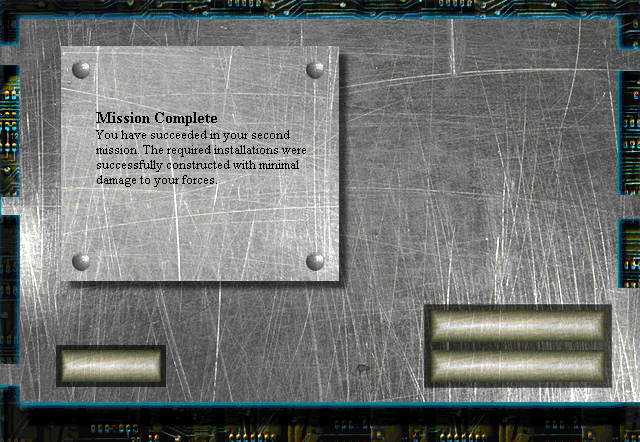 Mission Complete
You have succeeded in your second
mission. The required installations were
successfully constructed with minimal
damage to your forces.